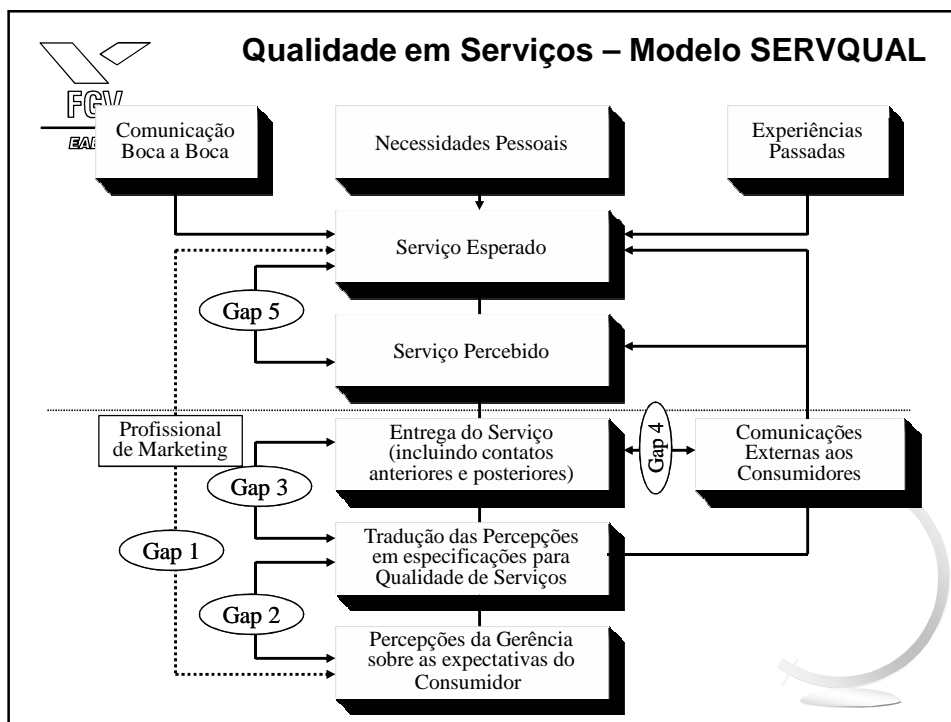 Qualidade em Serviços – Modelo SERVQUAL
FGV
Comunicação
Boca a Boca
Necessidades Pessoais
Experiências
Passadas
Serviço Esperado
Gap 5
Serviço Percebido
Profissional
de Marketing
Entrega do Serviço
(incluindo contatos
anteriores e posteriores)
Gap 4
Comunicações
Externas aos
Consumidores
Gap 3
Gap 1
Tradução das Percepções
em especificações para
Qualidade de Serviços
Gap 2
Percepções da Gerência
sobre as expectativas do
Consumidor